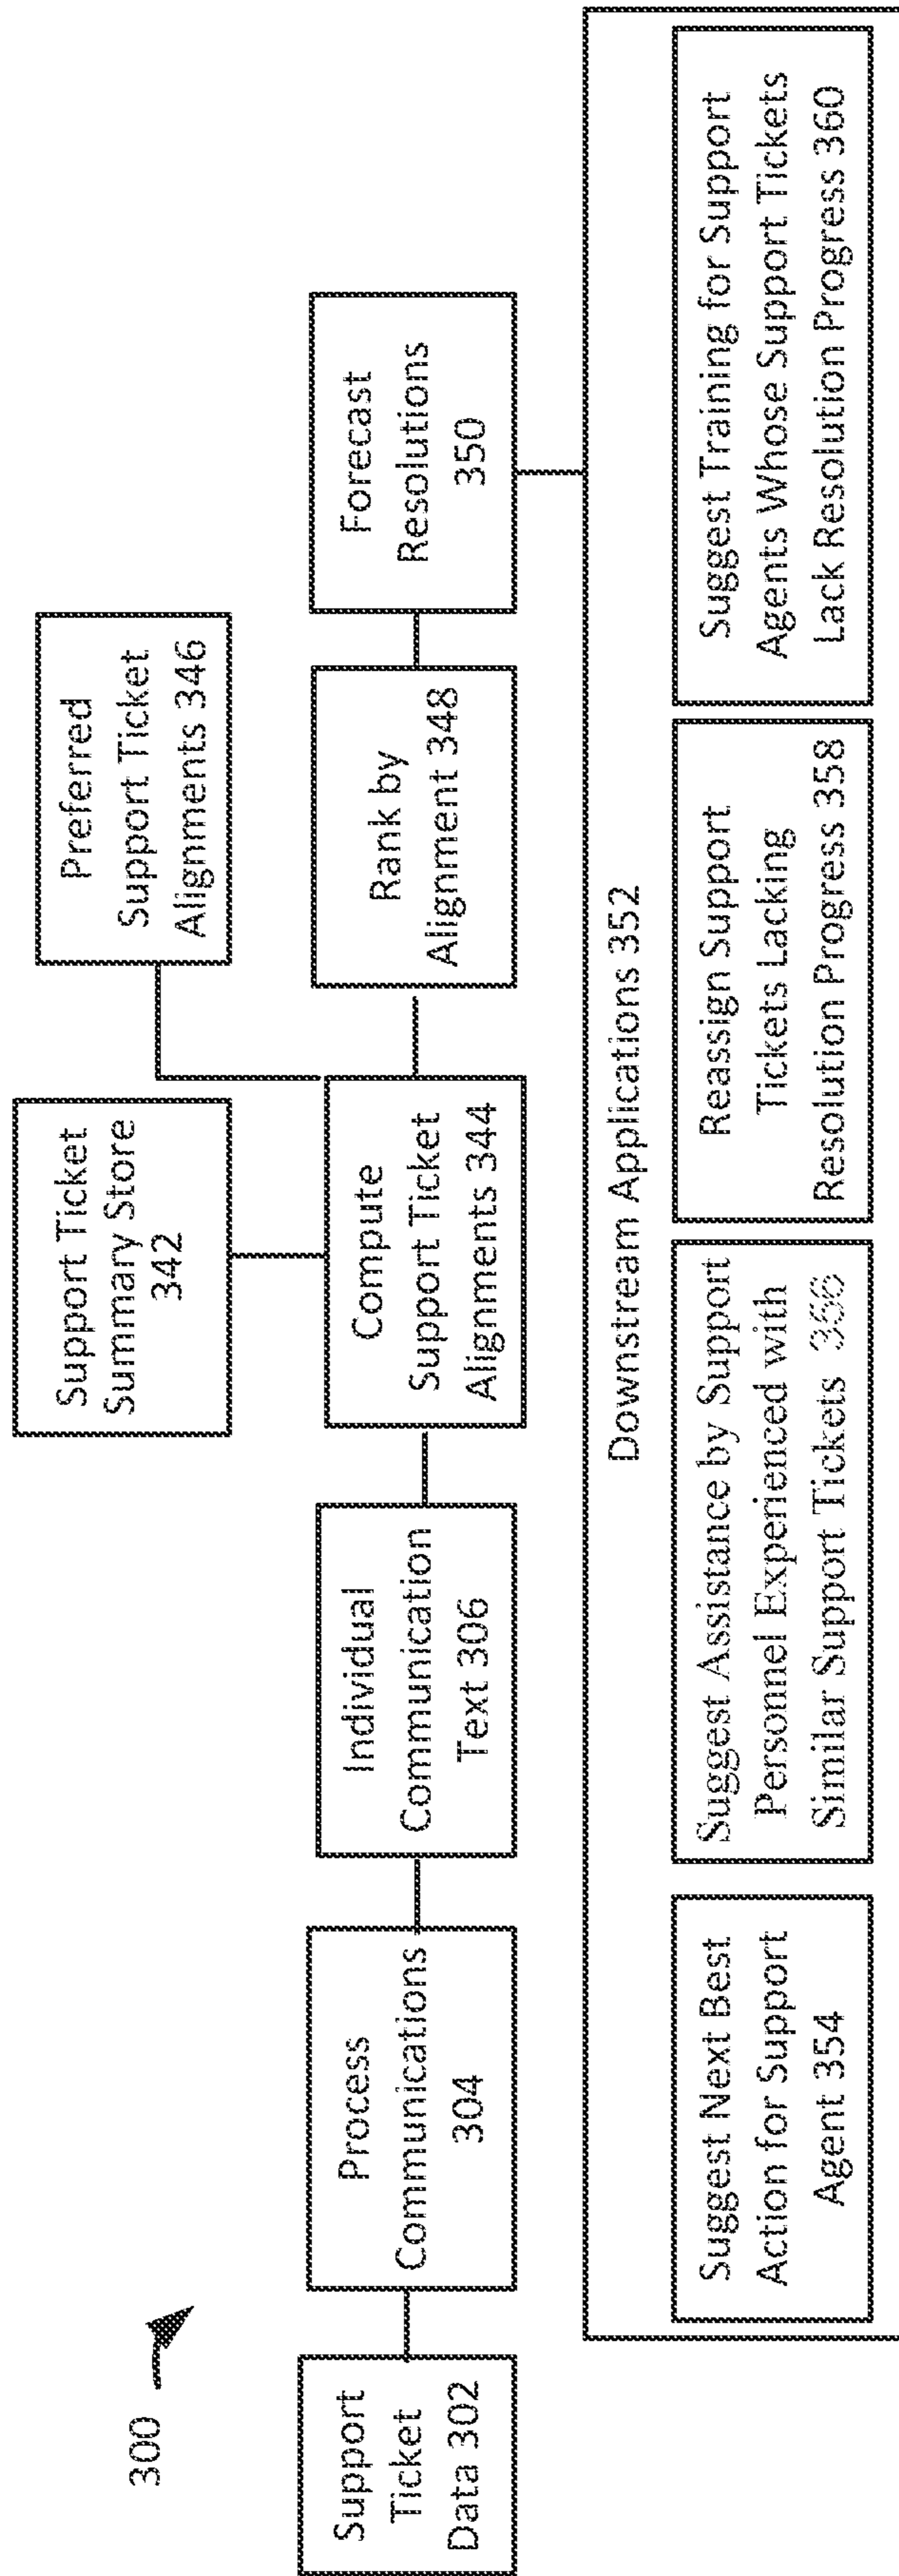 300
Support
Ticket
Data 302
Process
Communications
304
Individual
Communication
Text 306
Support Ticket
Summary Store
342
Compute
Support Ticket
Alignments 344
Preferred
Support Ticket
Alignments 346
Rank by
Alignment 348
Forecast
Resolutions
350
Downstream Applications 352
Suggest Next Best
Action for Support
Agent 354
Suggest Assistance by Support
Personnel Experienced with
Similar Support Tickets 356
Reassign Support
Tickets Lacking
Resolution Progress 358
Suggest Training for Support
Agents Whose Support Tickets
Lack Resolution Progress 360